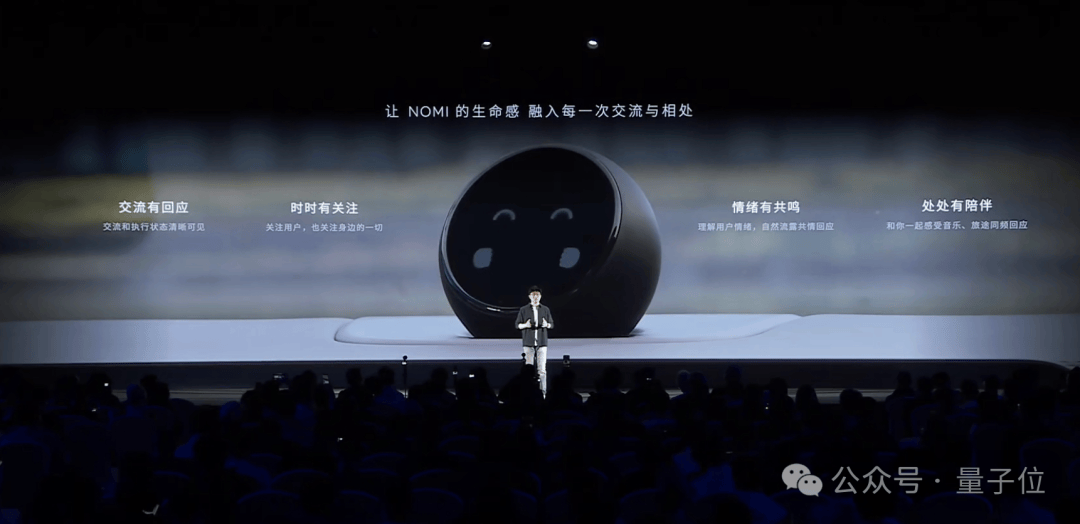 让 NOMI 的生命感 融入每一次交流与相处
交流有回应
交流和执行状态清晰可见
时时有关注
关注用户，也关注身边的一切
情绪有共鸣
理解用户情绪，自然流露共情回应
处处有陪伴
和你一起感受音乐、旅途同频回应
公众号 · 量子位